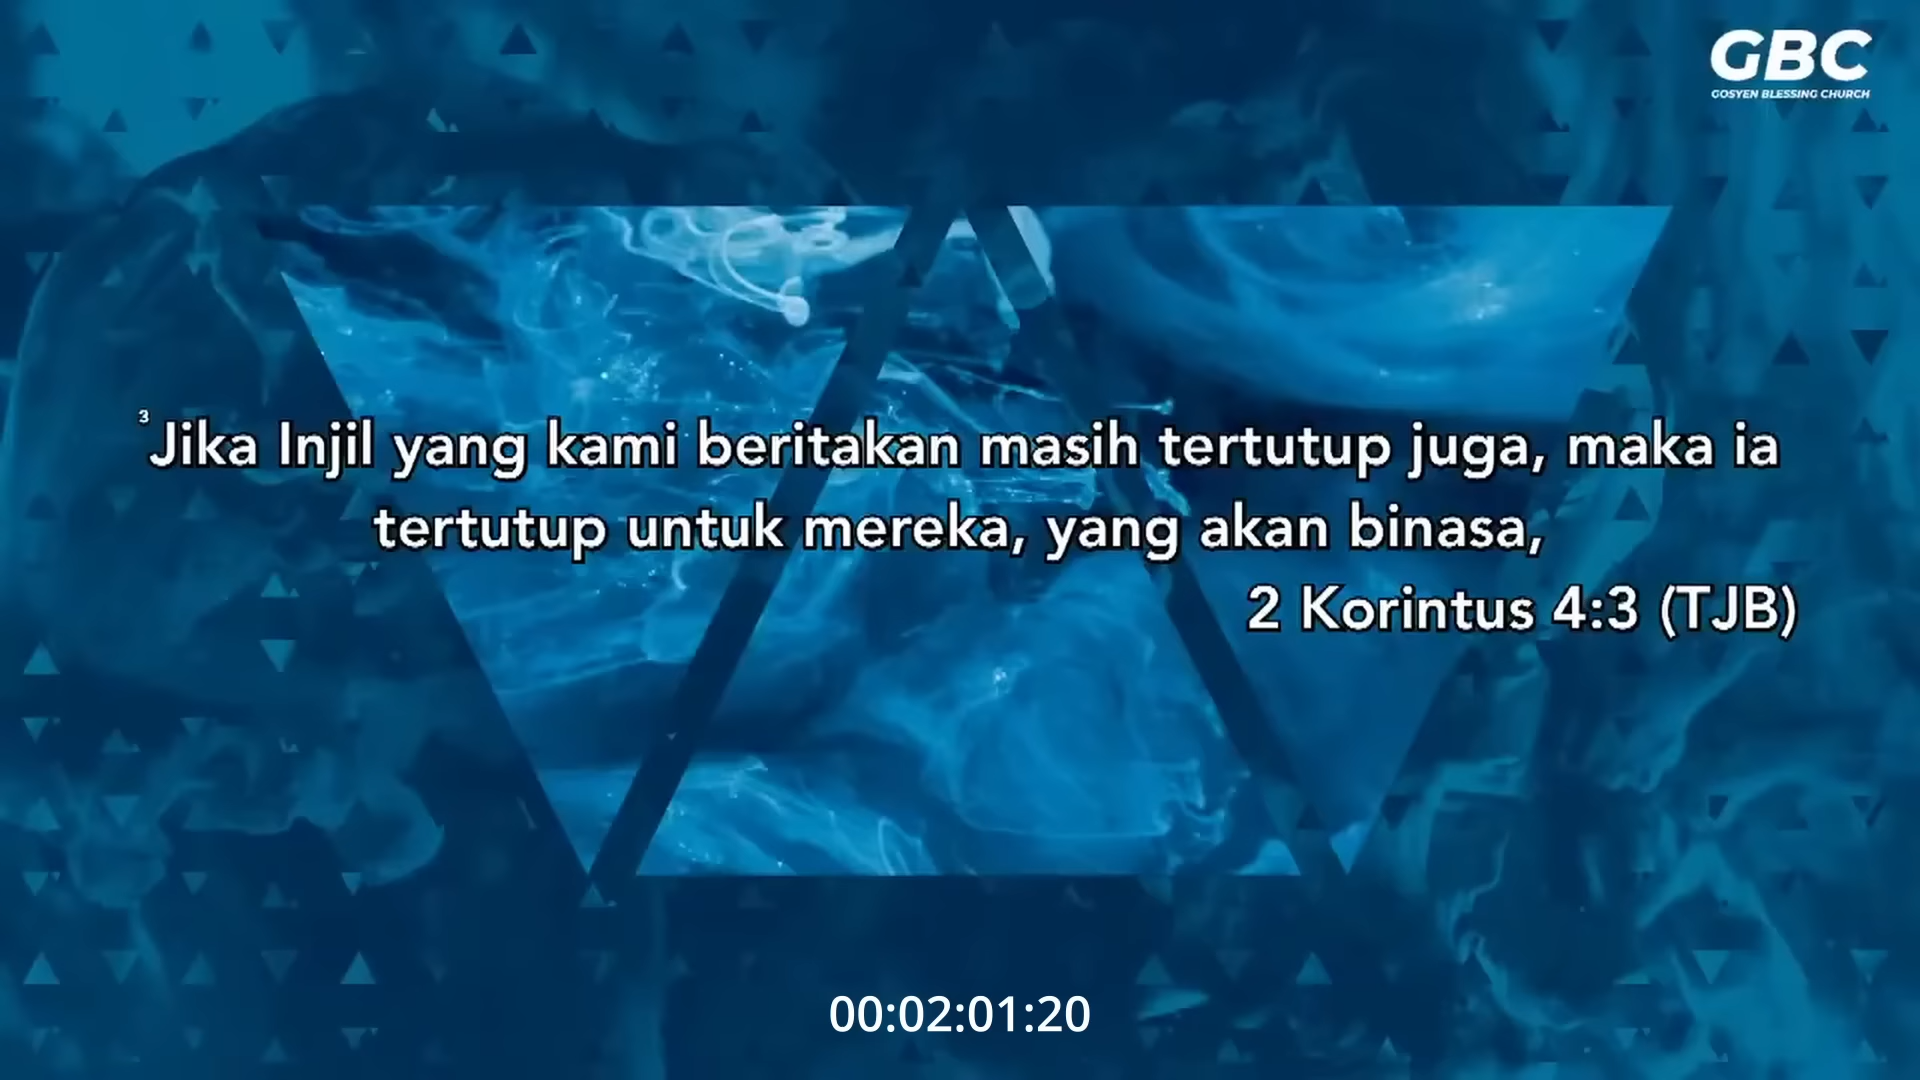 GBC
GOSYEN BLESSING CHURCH
³Jika Injil yang kami beritakan masih tertutup juga, maka ia
tertutup untuk mereka, yang akan binasa,
2 Korintus 4:3 (TJB)
00:02:01:20